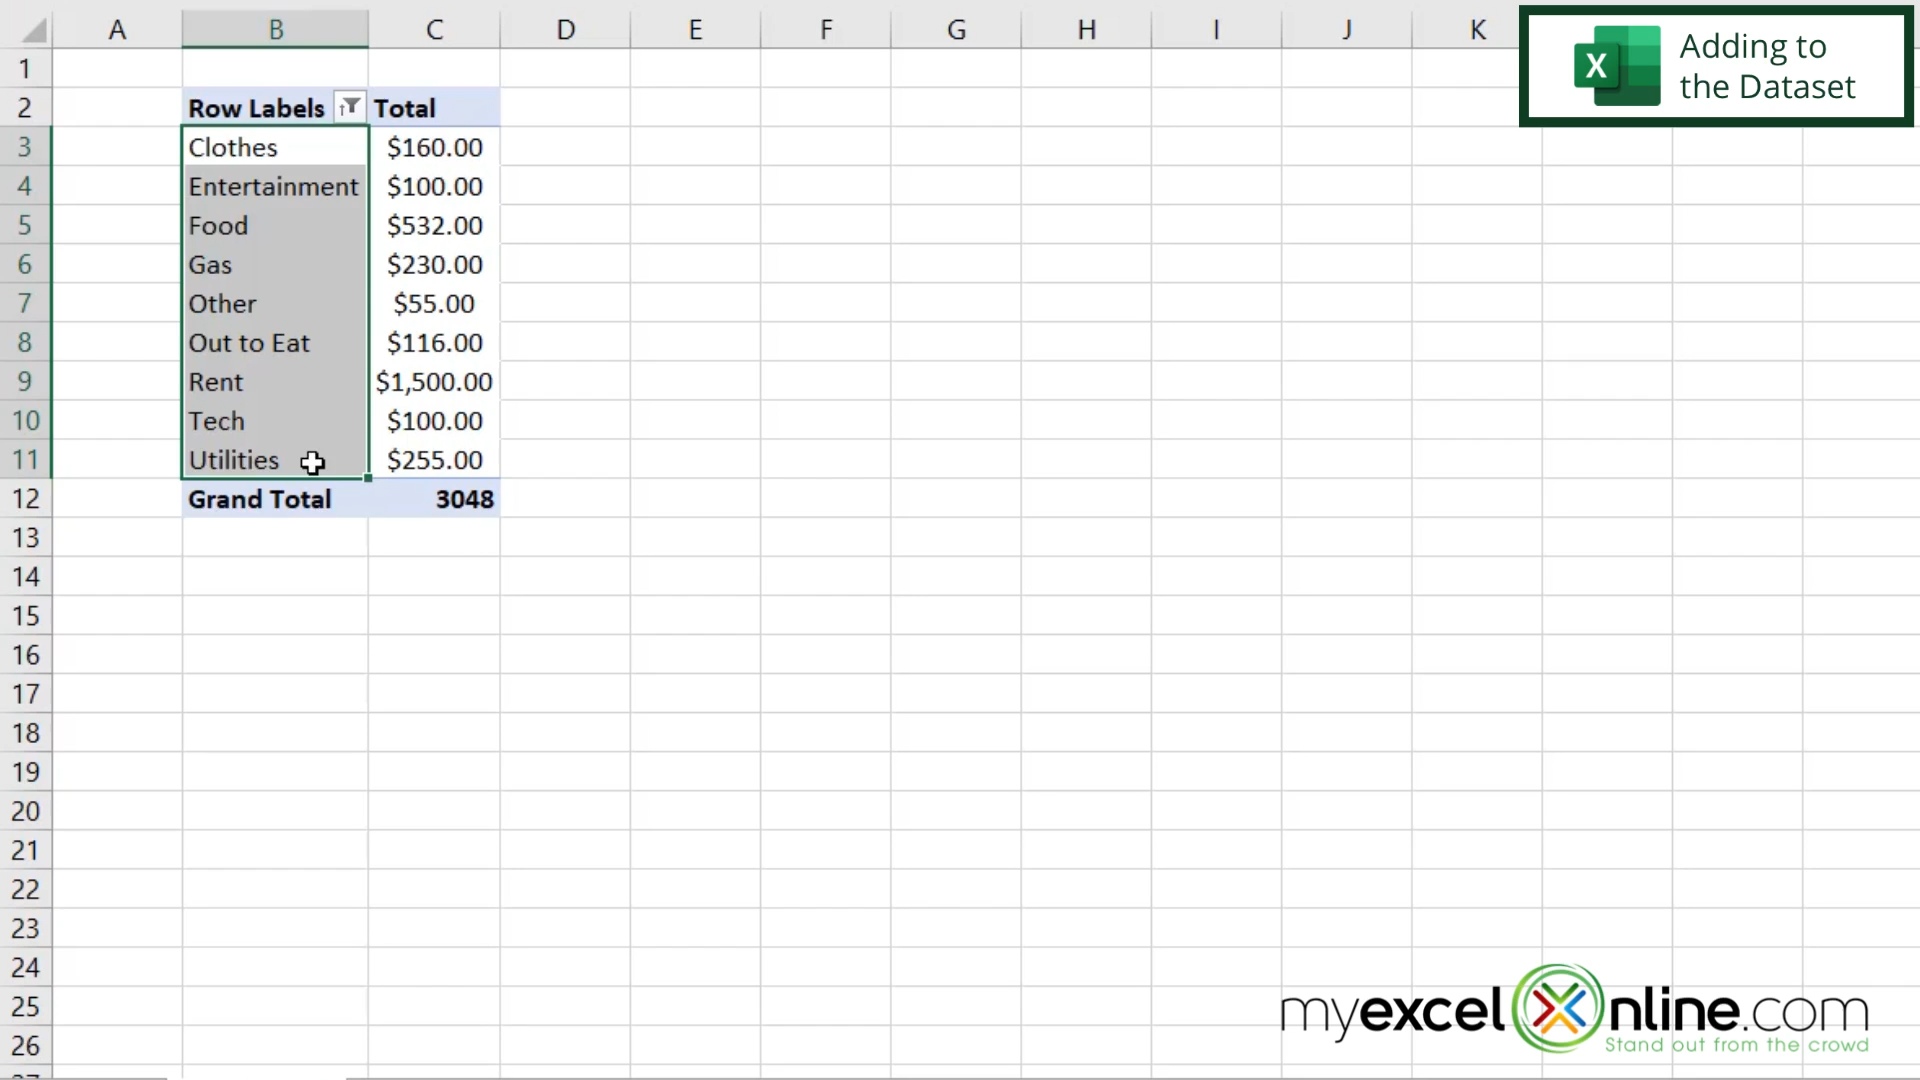 A B C D E F G H I J K
Adding to
the Dataset
X
1
2 Row Labels Total
3 Clothes $160.00
4 Entertainment $100.00
5 Food $532.00
6 Gas $230.00
7 Other $55.00
8 Out to Eat $116.00
9 Rent $1,500.00
10 Tech $100.00
11 Utilities $255.00
12 Grand Total 3048
13
14
15
16
17
18
19
20
21
22
23
24
25
26
myexcelOnline.com
Stand out from the crowd